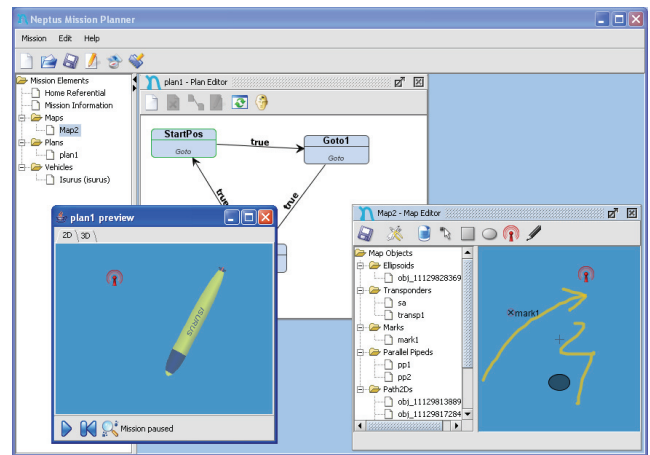 Neptus Mission Planner
Mission Edit Help
Mission Elements
Home Referential
Mission Information
Maps
Map2
Plans
plan1
Vehicles
Isurus (isurus)
plan1 - Plan Editor
StartPos
Goto
true
Goto1
Goto
true
true
plan1 preview
2D 3D
ISURUS
Mission paused
Map2 - Map Editor
Map Objects
Ellipsoids
obj_11129828369
Transponders
sa
transp1
Marks
mark1
Parallel Pipeds
pp1
pp2
Path2Ds
obj_11129813889
obj_11129817284
mark1